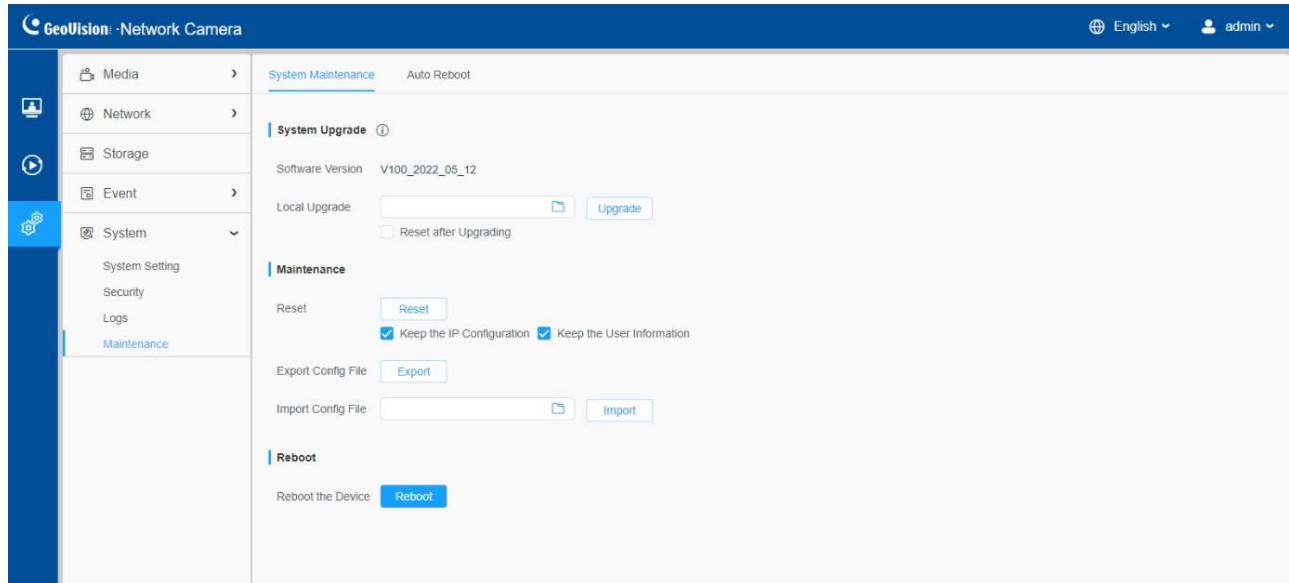 GeoVision: -Network Camera
English
admin
Media
Network
Storage
Event
System
System Setting
Security
Logs
Maintenance
System Maintenance Auto Reboot
System Upgrade
Software Version V100_2022_05_12
Local Upgrade Upgrade
Reset after Upgrading
Maintenance
Reset Reset
Keep the IP Configuration Keep the User Information
Export Config File Export
Import Config File Import
Reboot
Reboot the Device Reboot